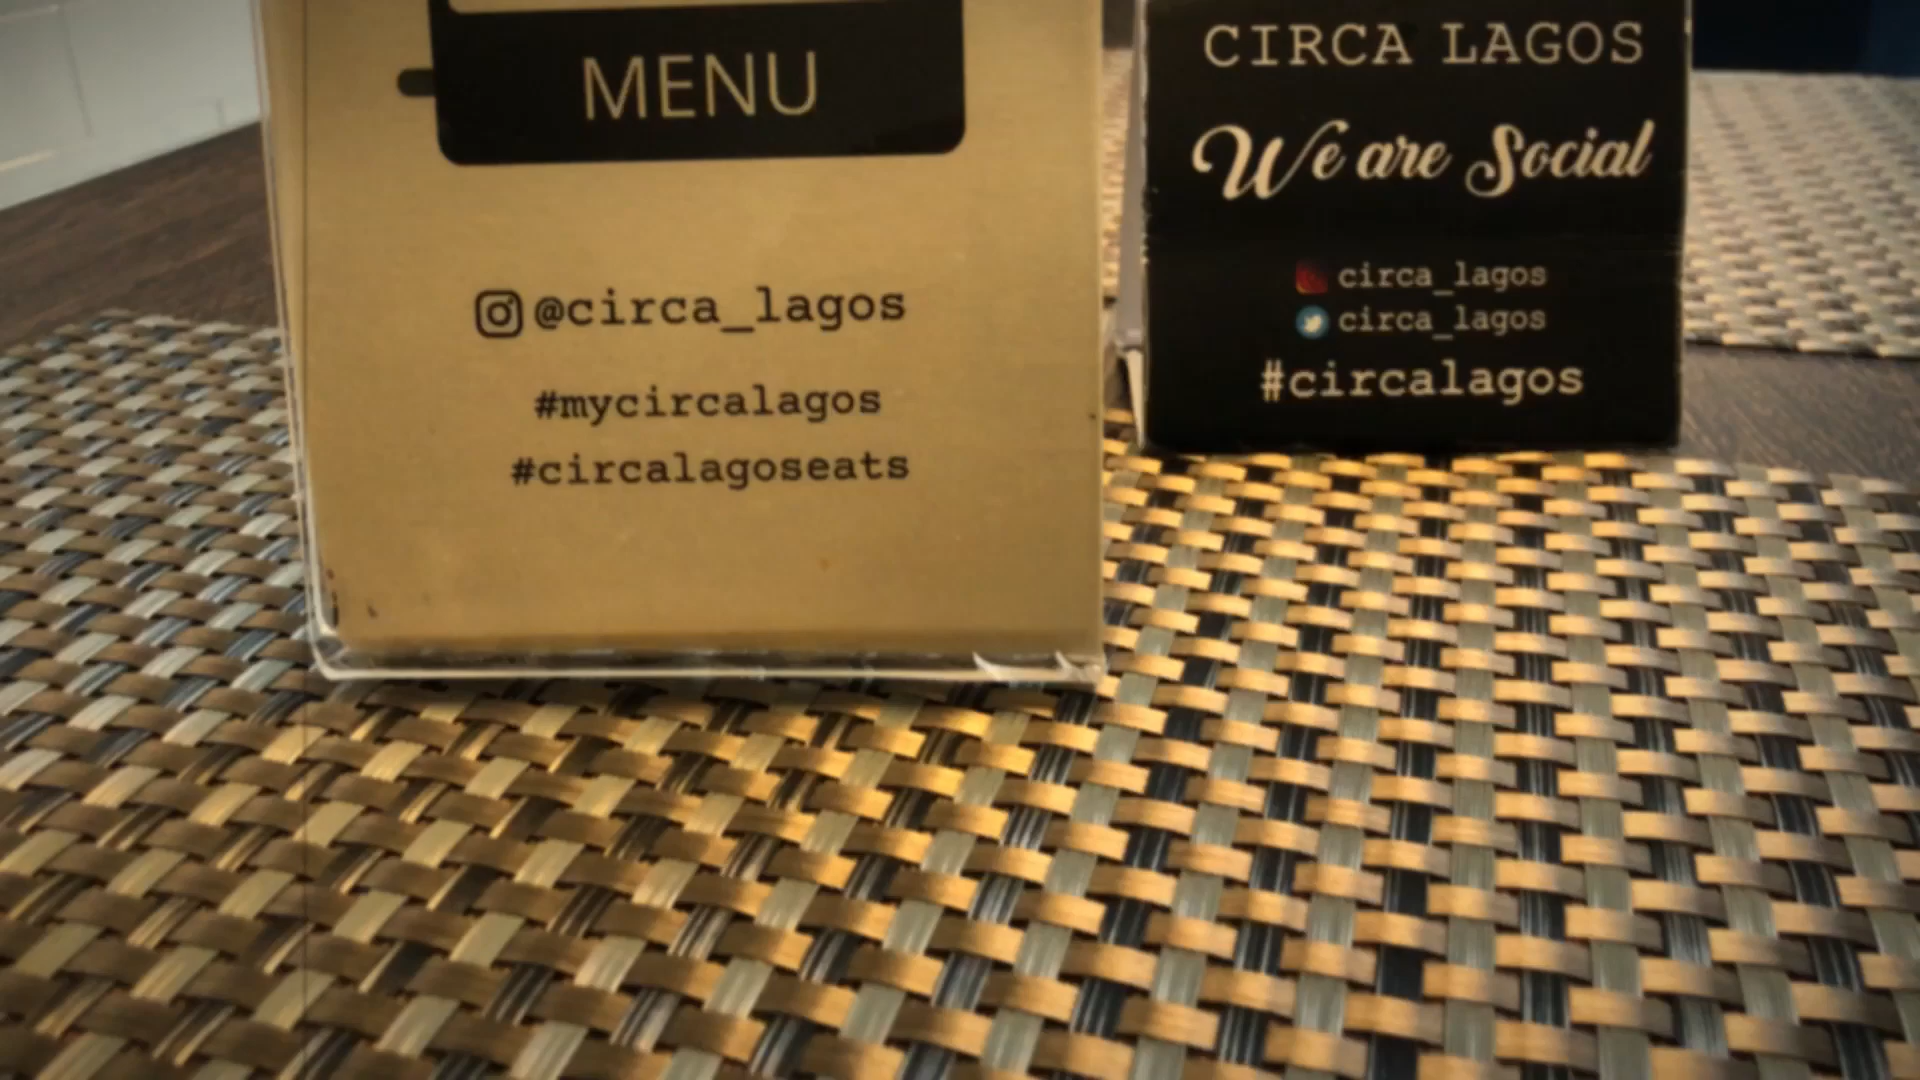 MENU
@circa_lagos
#mycircalagos
#circalagoseats
CIRCA LAGOS
We are Social
circa_lagos
circa_lagos
#circalagos